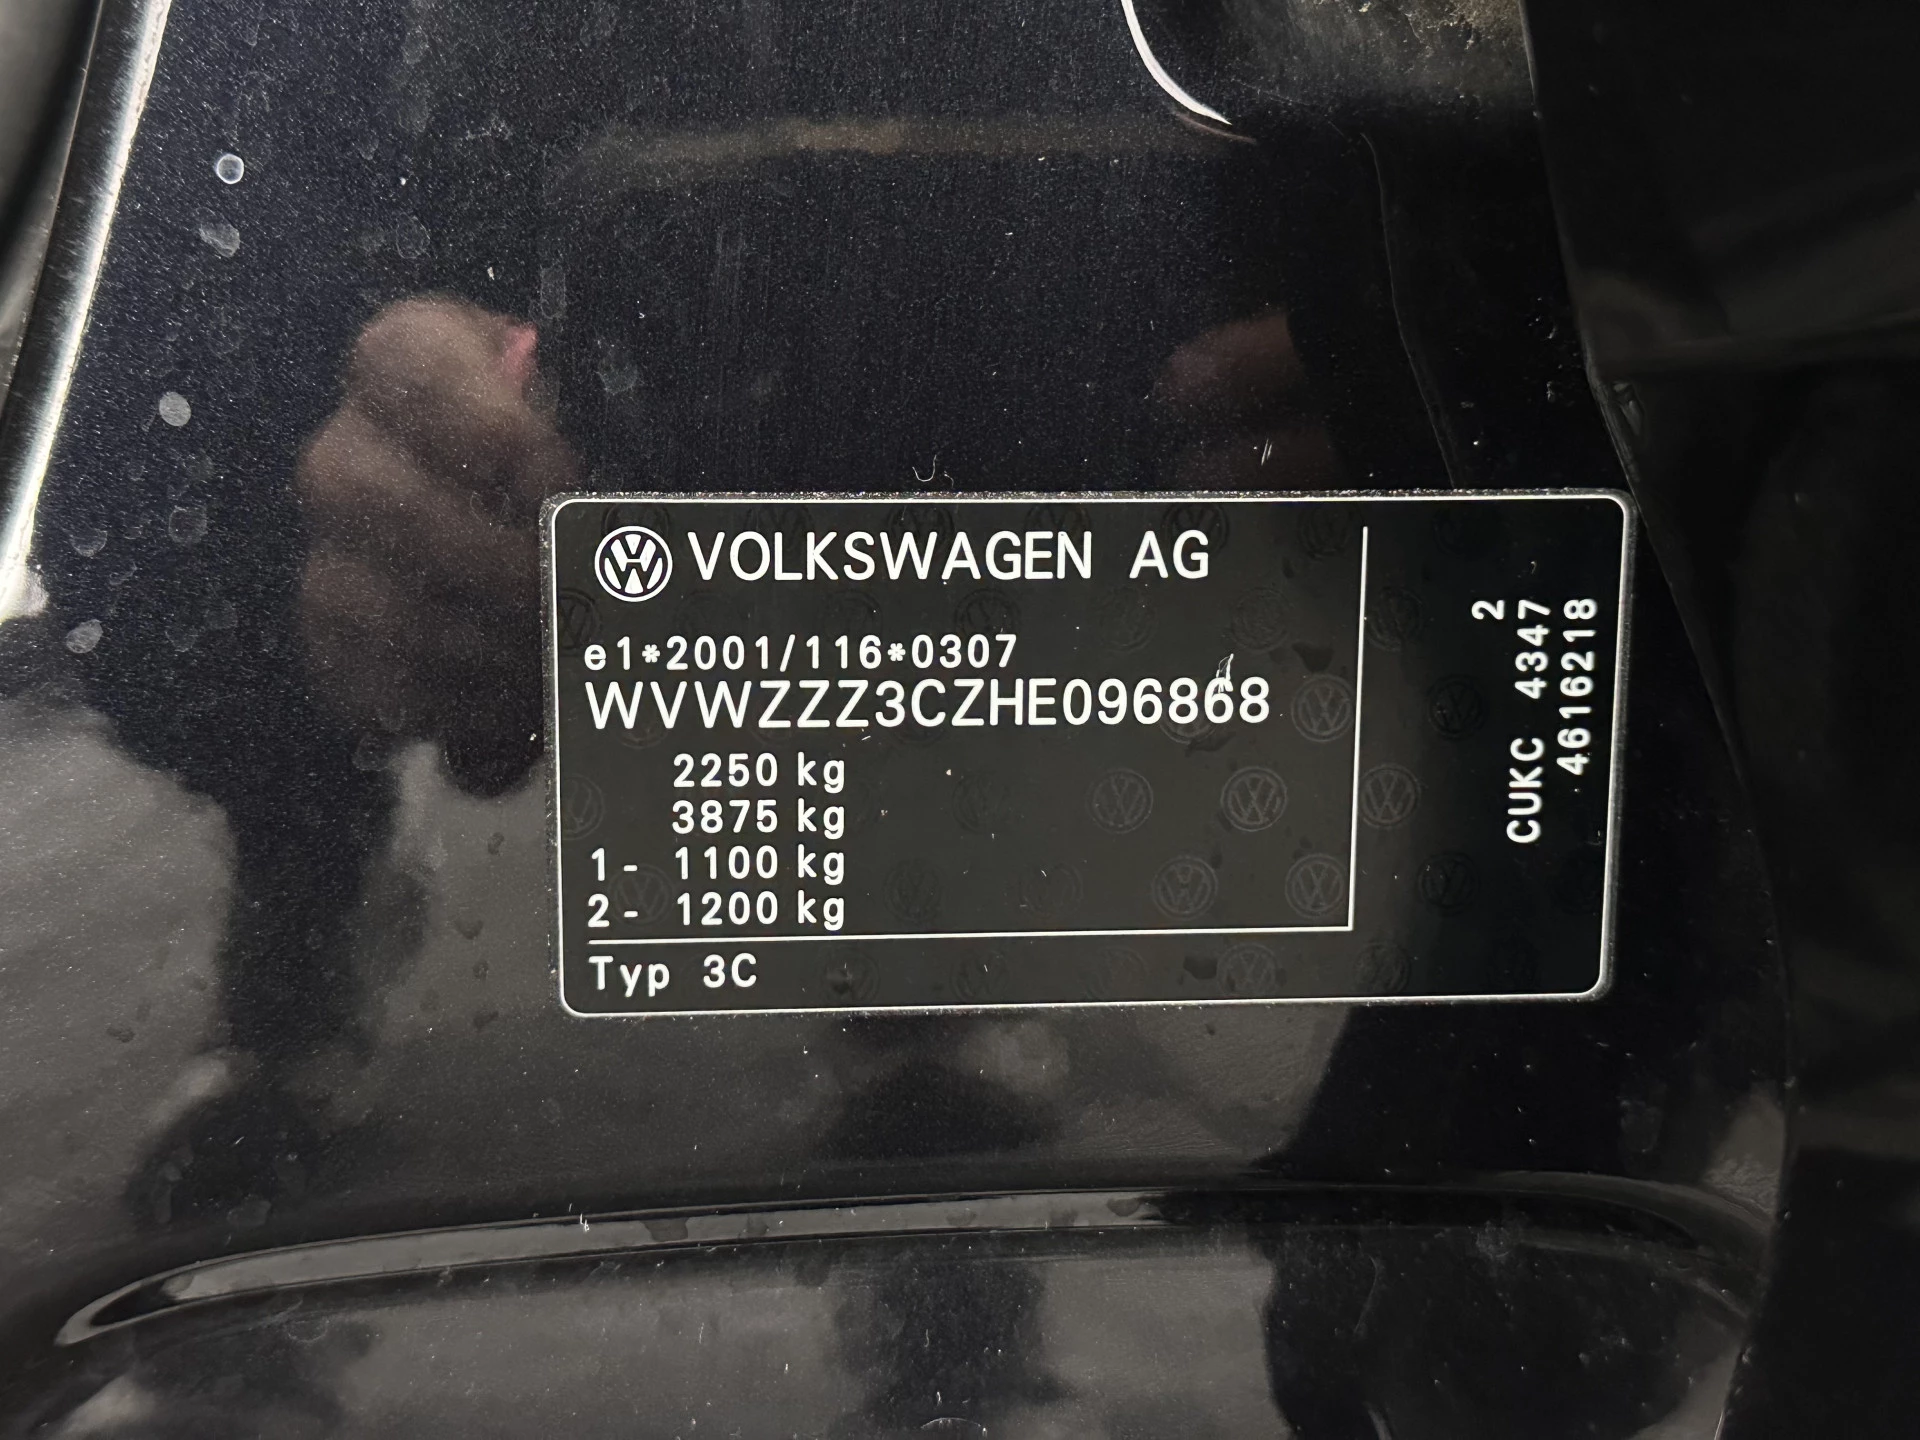 VOLKSWAGEN AG
e1*2001/116*0307
WVWZZZ3CZHE096868
2250 kg
3875 kg
1- 1100 kg
2- 1200 kg
Typ 3C
2
CUKC 4347
4616218